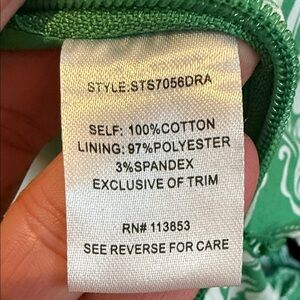 STYLE:STS7056DRA
SELF: 100%COTTON
LINING: 97%POLYESTER
3%SPANDEX
EXCLUSIVE OF TRIM
RN# 113853
SEE REVERSE FOR CARE